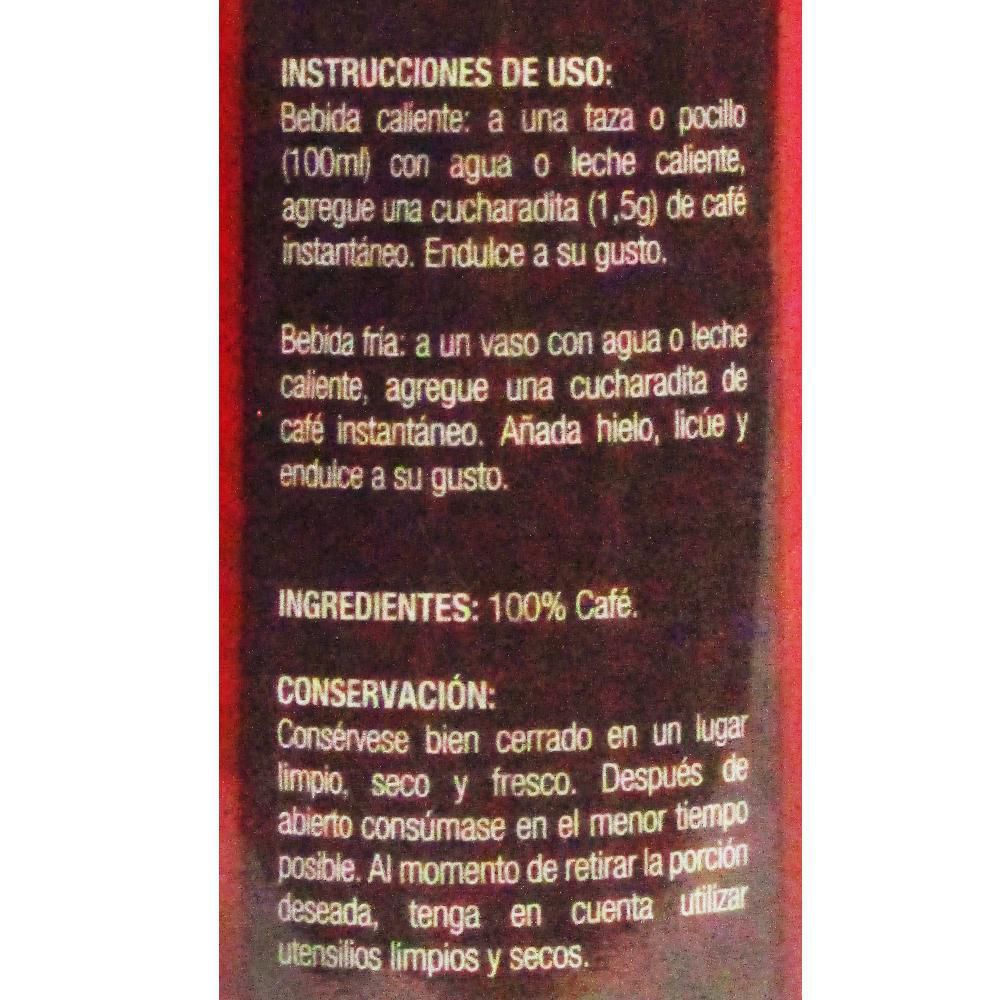 INSTRUCCIONES DE USO:
Bebida caliente: a una taza o pocillo
(100ml) con agua o leche caliente,
agregue una cucharadita (1,5g) de café
instantáneo. Endulce a su gusto.
Bebida fría: a un vaso con agua o leche
caliente, agregue una cucharadita de
café instantáneo. Añada hielo, licúe y
endulce a su gusto.
INGREDIENTES: 100% Café.
CONSERVACIÓN:
Consérvese bien cerrado en un lugar
limpio, seco y fresco. Después de
abierto consúmase en el menor tiempo
posible. Al momento de retirar la porción
deseada, tenga en cuenta utilizar
utensilios limpios y secos.